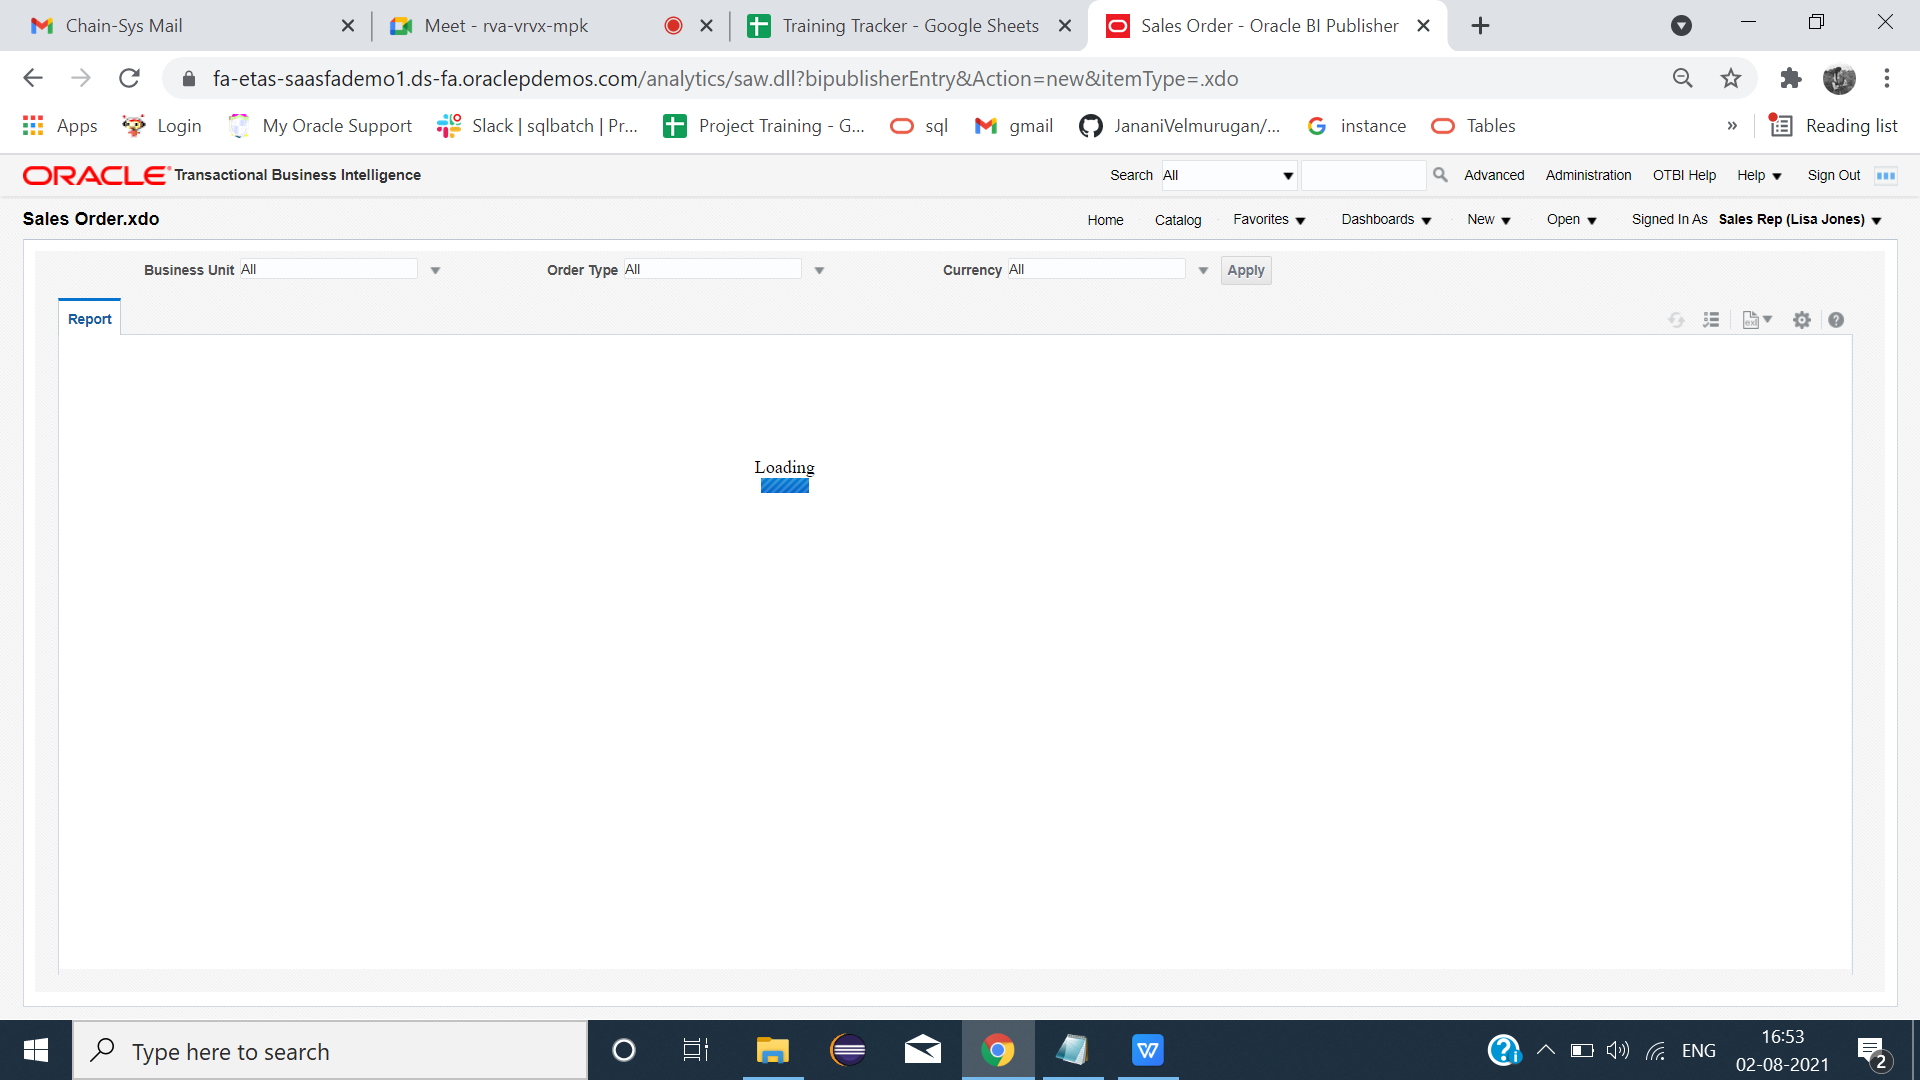 Chain-Sys Mail
Meet - rva-vrvx-mpk
Training Tracker - Google Sheets
Sales Order - Oracle BI Publisher
fa-etas-saasfademo1.ds-fa.oraclepdemos.com/analytics/saw.dll?bipublisherEntry&Action=new&itemType=.xdo
Apps
Login
My Oracle Support
Slack | sqlbatch | Pr...
Project Training - G...
sql
gmail
JananiVelmurugan/...
instance
Tables
»
Reading list
ORACLE Transactional Business Intelligence
Search All
Advanced
Administration
OTBI Help
Help
Sign Out
Sales Order.xdo
Home
Catalog
Favorites
Dashboards
New
Open
Signed In As Sales Rep (Lisa Jones)
Business Unit All
Order Type All
Currency All
Apply
Report
Loading
Type here to search
ENG
16:53
02-08-2021
2